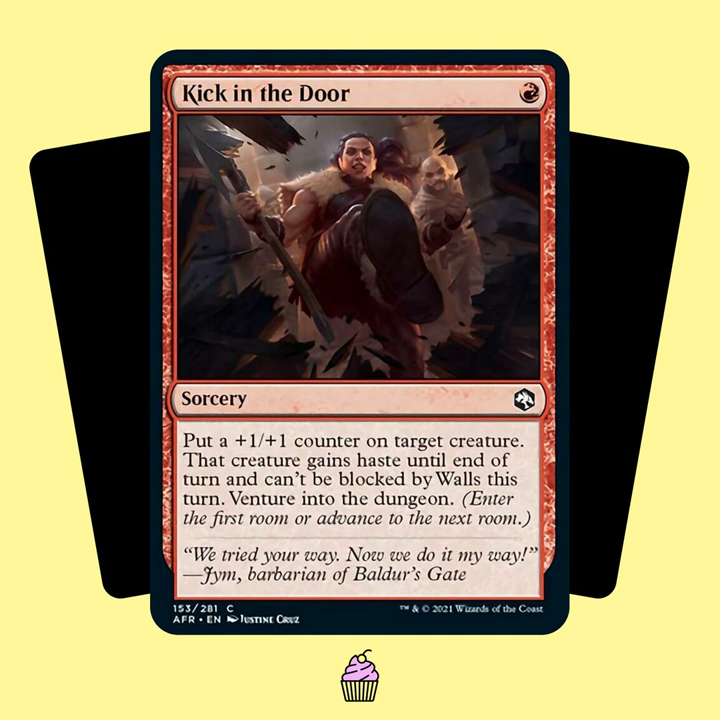 Kick in the Door
Sorcery
Put a +1/+1 counter on target creature.
That creature gains haste until end of
turn and can't be blocked by Walls this
turn. Venture into the dungeon. (Enter
the first room or advance to the next room.)
“We tried your way. Now we do it my way!”
—Jym, barbarian of Baldur's Gate
153/281 C
AFR • EN Justine Cruz
™ & © 2021 Wizards of the Coast